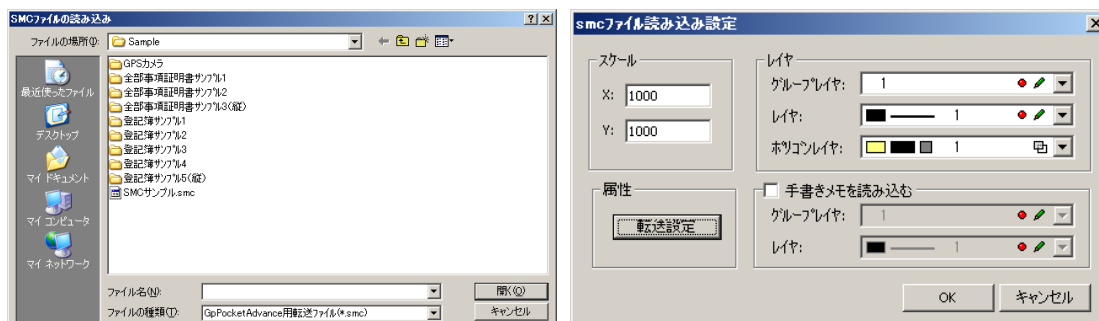 SMCファイルの読み込み
ファイルの場所(I):
Sample
最近使ったファイル
デスクトップ
マイ ドキュメント
マイ コンピュータ
マイ ネットワーク
GPSカメラ
全部事項証明書サンプル1
全部事項証明書サンプル2
全部事項証明書サンプル3(縦)
登記簿サンプル1
登記簿サンプル2
登記簿サンプル3
登記簿サンプル4
登記簿サンプル5(縦)
SMCサンプル.smc
ファイル名(N):
開く(O)
ファイルの種類(T):
GpPocketAdvance用転送ファイル(*.smc)
キャンセル
smcファイル読み込み設定
スケール
X: 1000
Y: 1000
レイヤ
グループレイヤ: 1
レイヤ: 1
ポリゴンレイヤ: 1
属性
転送設定
手書きメモを読み込む
グループレイヤ: 1
レイヤ: 1
OK
キャンセル